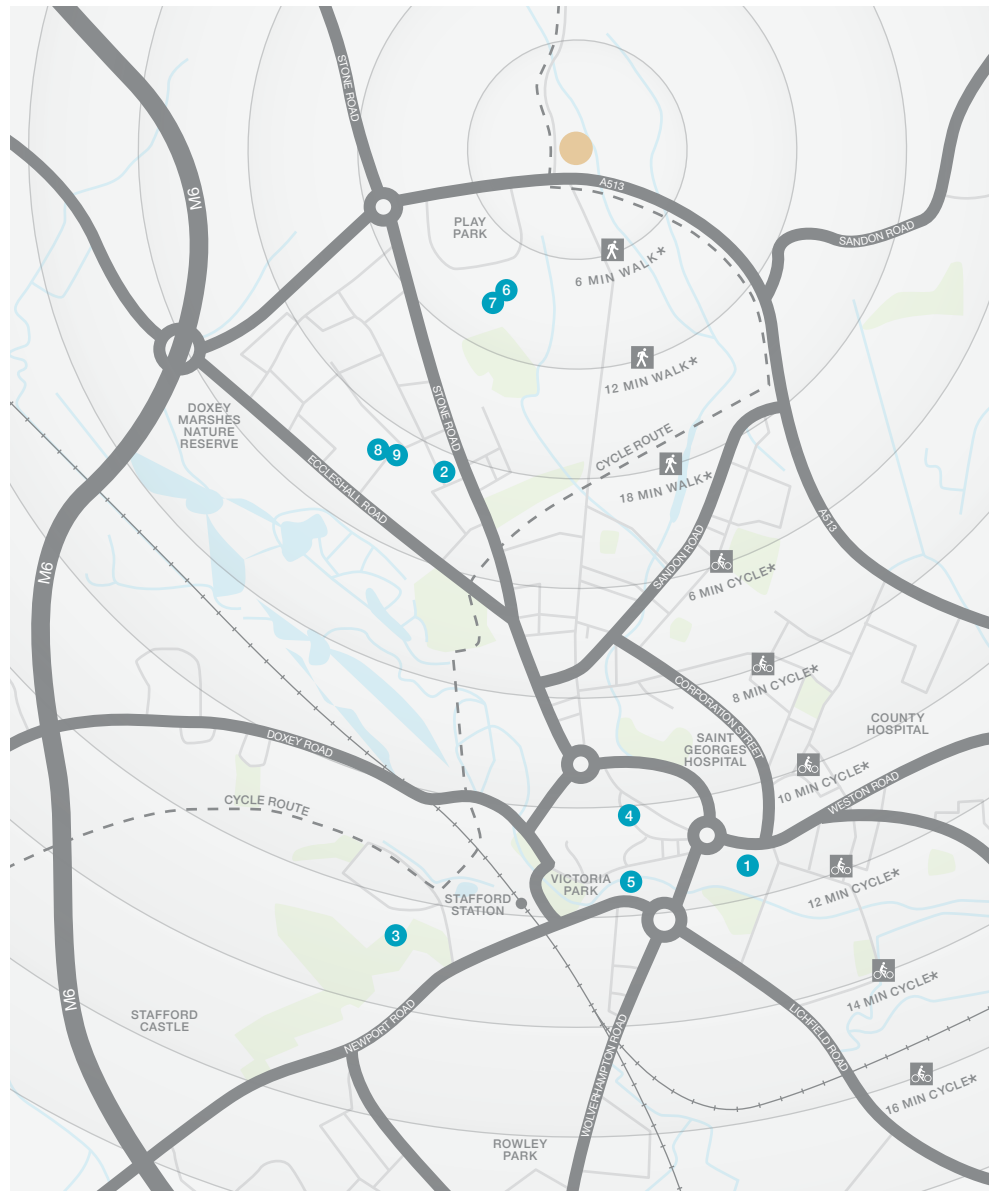 STONE ROAD
M6
A513
PLAY
PARK
SANDON ROAD
6 MIN WALK*
6
7
12 MIN WALK*
DOXEY
MARSHES
NATURE
RESERVE
STONE ROAD
CYCLE ROUTE
8
9
2
18 MIN WALK*
ECCLESHALL ROAD
A513
SANDON ROAD
M6
6 MIN CYCLE*
8 MIN CYCLE*
CORPORATION STREET
COUNTY
HOSPITAL
DOXEY ROAD
SAINT
GEORGES
HOSPITAL
10 MIN CYCLE*
WESTON ROAD
CYCLE ROUTE
4
1
12 MIN CYCLE*
VICTORIA
PARK
5
STAFFORD
STATION
3
14 MIN CYCLE*
M6
STAFFORD
CASTLE
NEWPORT ROAD
LICHFIELD ROAD
WOLVERHAMPTON ROAD
16 MIN CYCLE*
ROWLEY
PARK